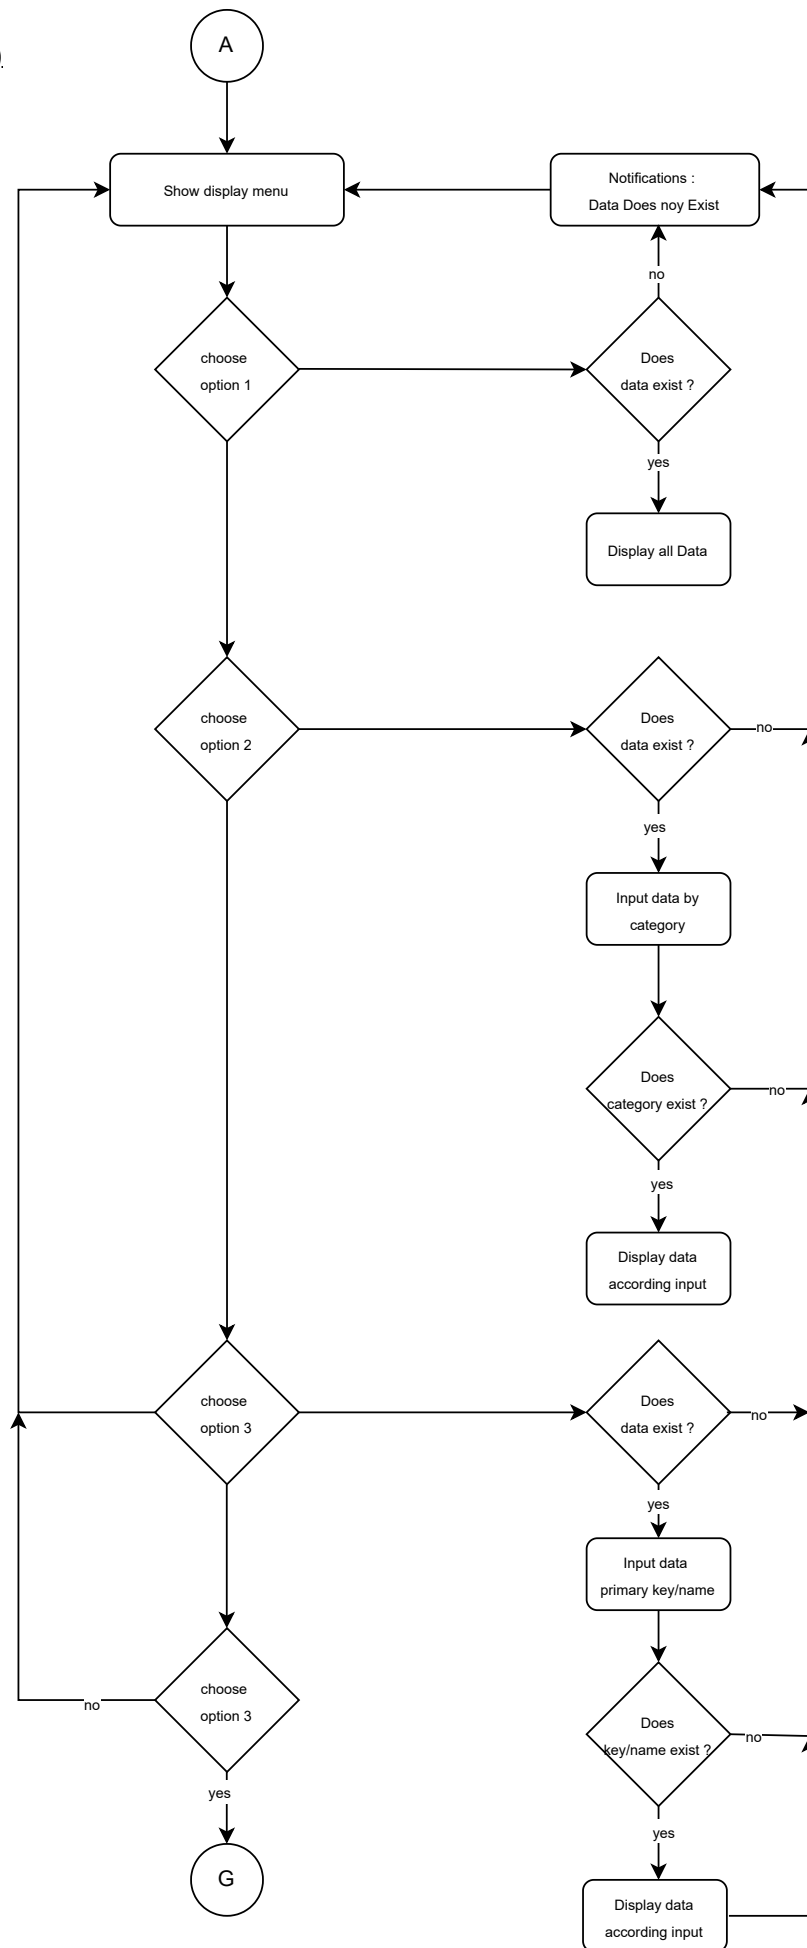 A
Show display menu
Notifications :
Data Does noy Exist
no
choose
option 1
Does
data exist ?
yes
Display all Data
choose
option 2
Does
data exist ?
no
yes
Input data by
category
Does
category exist ?
no
yes
Display data
according input
choose
option 3
Does
data exist ?
no
yes
Input data
primary key/name
choose
option 3
no
Does
key/name exist ?
no
yes
G
yes
Display data
according input